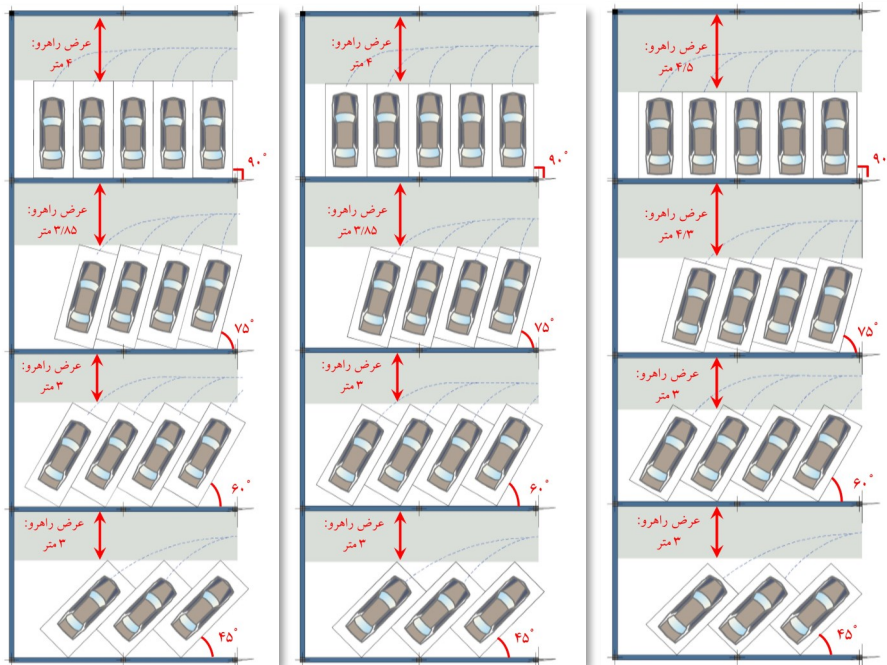 عرض راهرو:
۴ متر
۹۰°
عرض راهرو:
۳/۸۵ متر
۷۵°
عرض راهرو:
۳ متر
۶۰°
عرض راهرو:
۳ متر
۴۵°
عرض راهرو:
۴ متر
۹۰°
عرض راهرو:
۳/۸۵ متر
۷۵°
عرض راهرو:
۳ متر
۶۰°
عرض راهرو:
۳ متر
۴۵°
عرض راهرو:
۴/۵ متر
۹۰
عرض راهرو:
۴/۳ متر
۷۵°
عرض راهرو:
۳ متر
۶۰°
عرض راهرو:
۳ متر
۴۵°